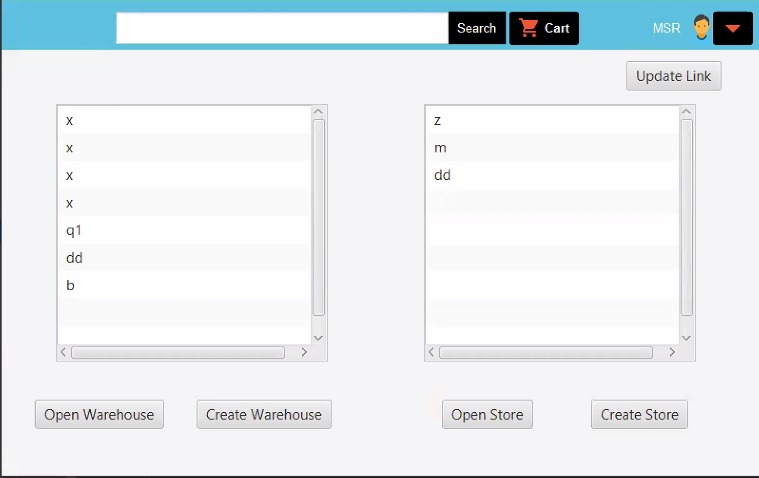 Search Cart MSR
Update Link
x
x
x
x
q1
dd
b
z
m
dd
Open Warehouse Create Warehouse Open Store Create Store